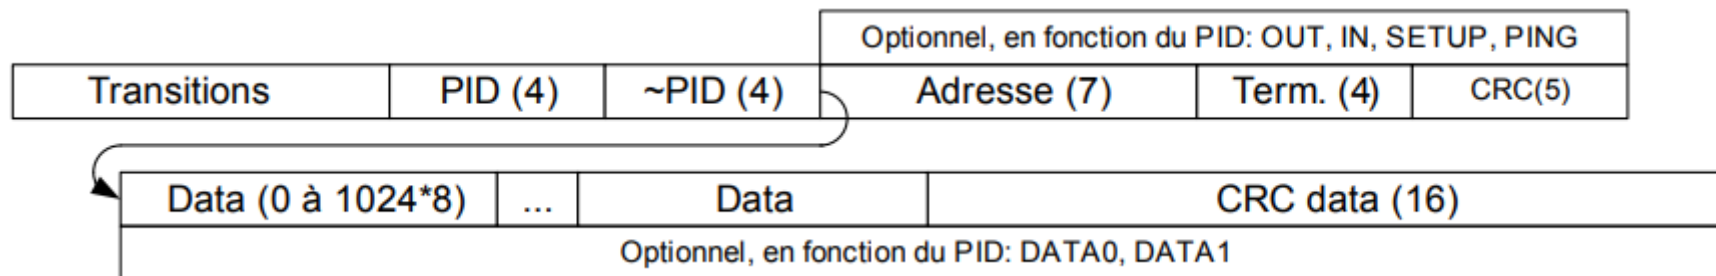 Optionnel, en fonction du PID: OUT, IN, SETUP, PING
Transitions PID (4) ~PID (4) Adresse (7) Term. (4) CRC(5)
Data (0 à 1024*8) ... Data CRC data (16)
Optionnel, en fonction du PID: DATA0, DATA1